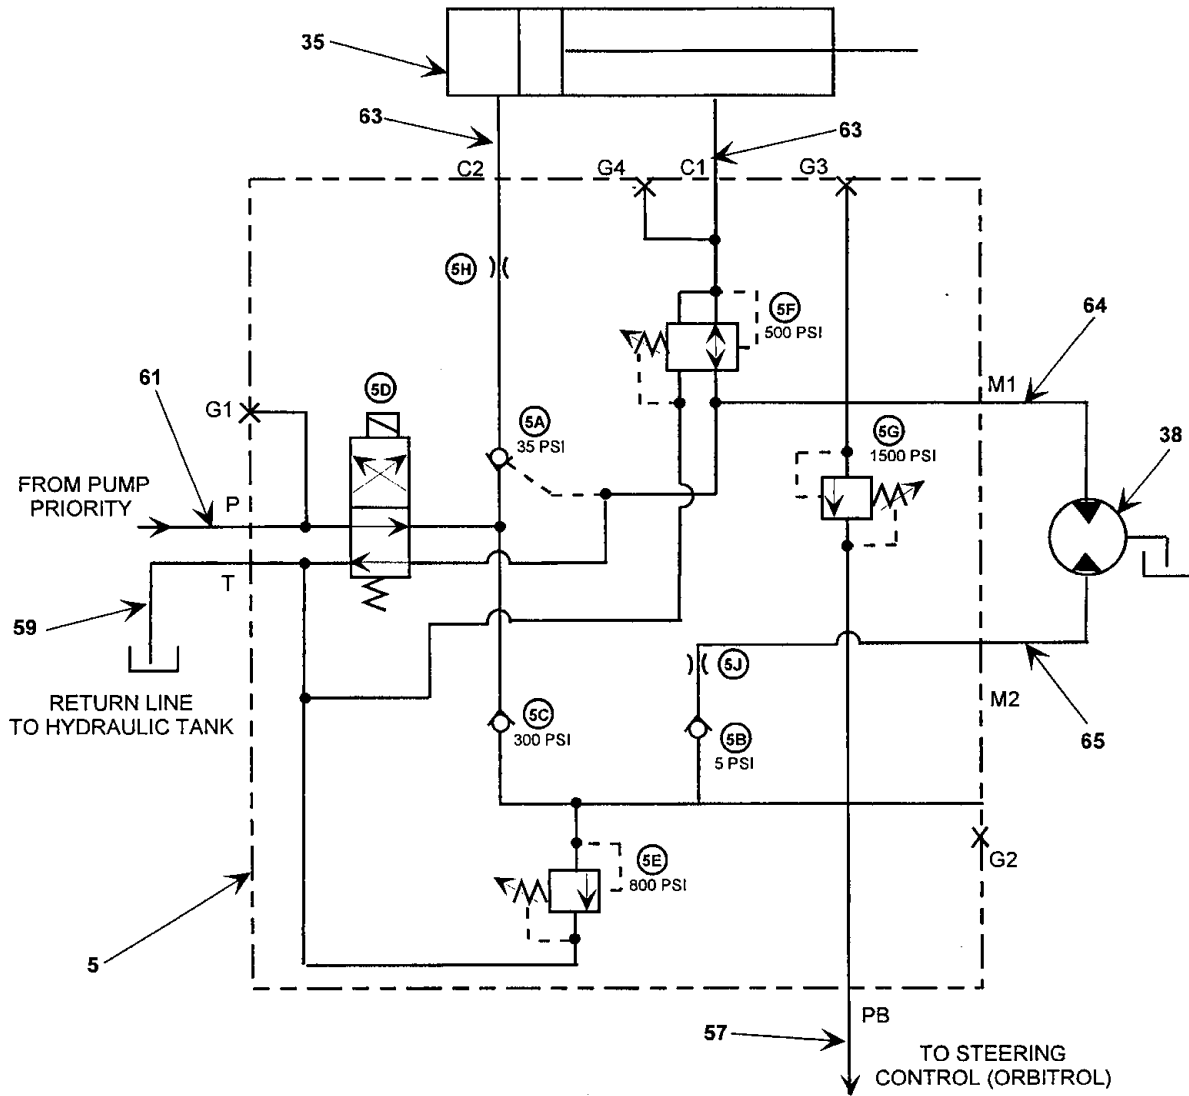 35
63
63
C2
G4
C1
G3
5H
5F
500 PSI
64
61
G1
5D
M1
5A
35 PSI
5G
1500 PSI
38
FROM PUMP
PRIORITY
P
T
59
RETURN LINE
TO HYDRAULIC TANK
5J
M2
5C
300 PSI
5B
5 PSI
65
5E
800 PSI
G2
5
PB
57
TO STEERING
CONTROL (ORBITROL)